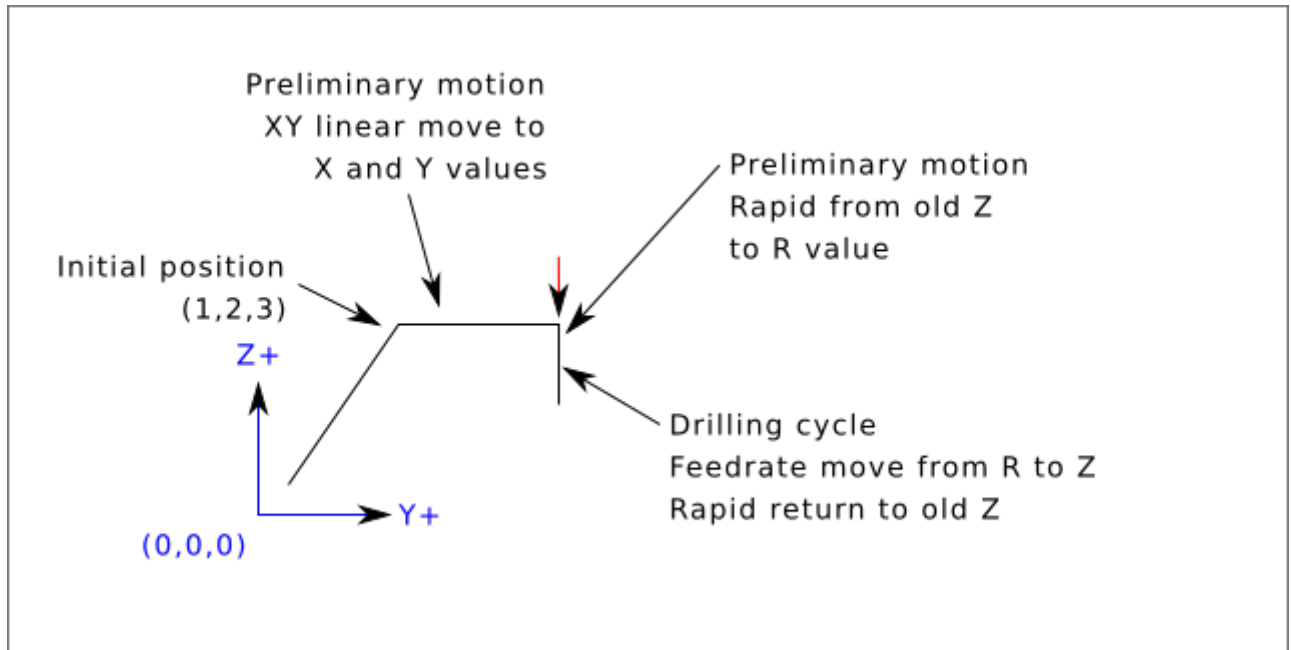 Preliminary motion
XY linear move to
X and Y values
Preliminary motion
Rapid from old Z
to R value
Initial position
(1,2,3)
Z+
Drilling cycle
Feedrate move from R to Z
Rapid return to old Z
Y+
(0,0,0)